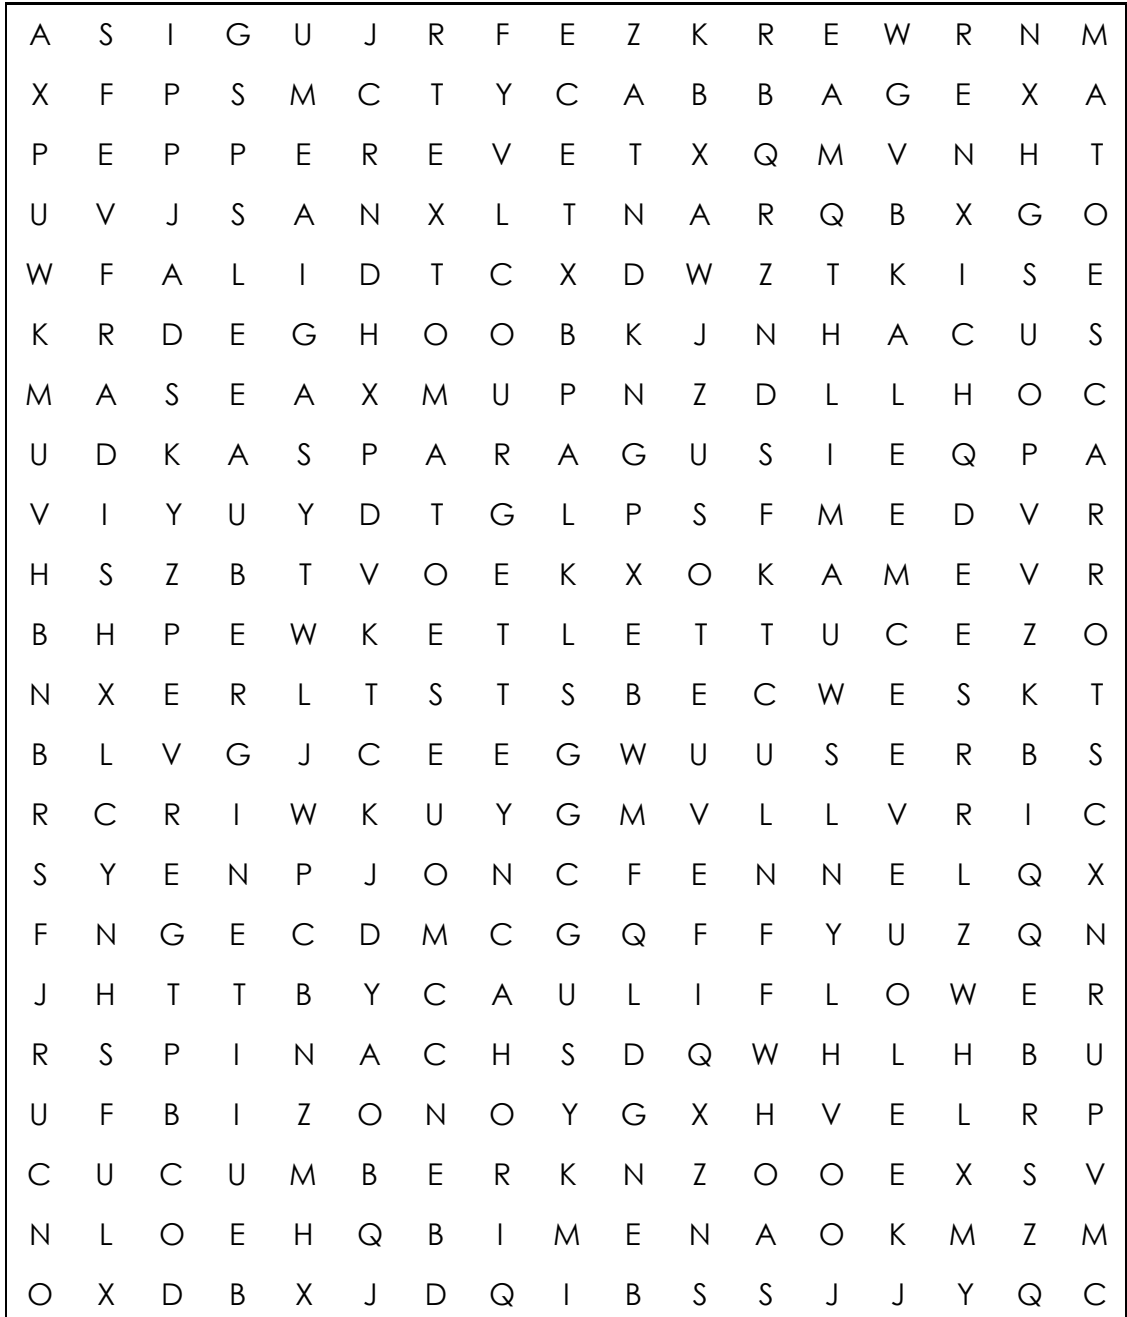 A S I G U J R F E Z K R E W R N M
X F P S M C T Y C A B B A G E X A
P E P P E R E V E T X Q M V N H T
U V J S A N X L T N A R Q B X G O
W F A L I D T C X D W Z T K I S E
K R D E G H O O B K J N H A C U S
M A S E A X M U P N Z D L L H O C
U D K A S P A R A G U S I E Q P A
V I Y U Y D T G L P S F M E D V R
H S Z B T V O E K X O K A M E V R
B H P E W K E T L E T T U C E Z O
N X E R L T S T S B E C W E S K T
B L V G J C E E G W U U S E R B S
R C R I W K U Y G M V L L V R I C
S Y E N P J O N C F E N N E L Q X
F N G E C D M C G Q F F Y U Z Q N
J H T T B Y C A U L I F L O W E R
R S P I N A C H S D Q W H L H B U
U F B I Z O N O Y G X H V E L R P
C U C U M B E R K N Z O O E X S V
N L O E H Q B I M E N A O K M Z M
O X D B X J D Q I B S S J J Y Q C